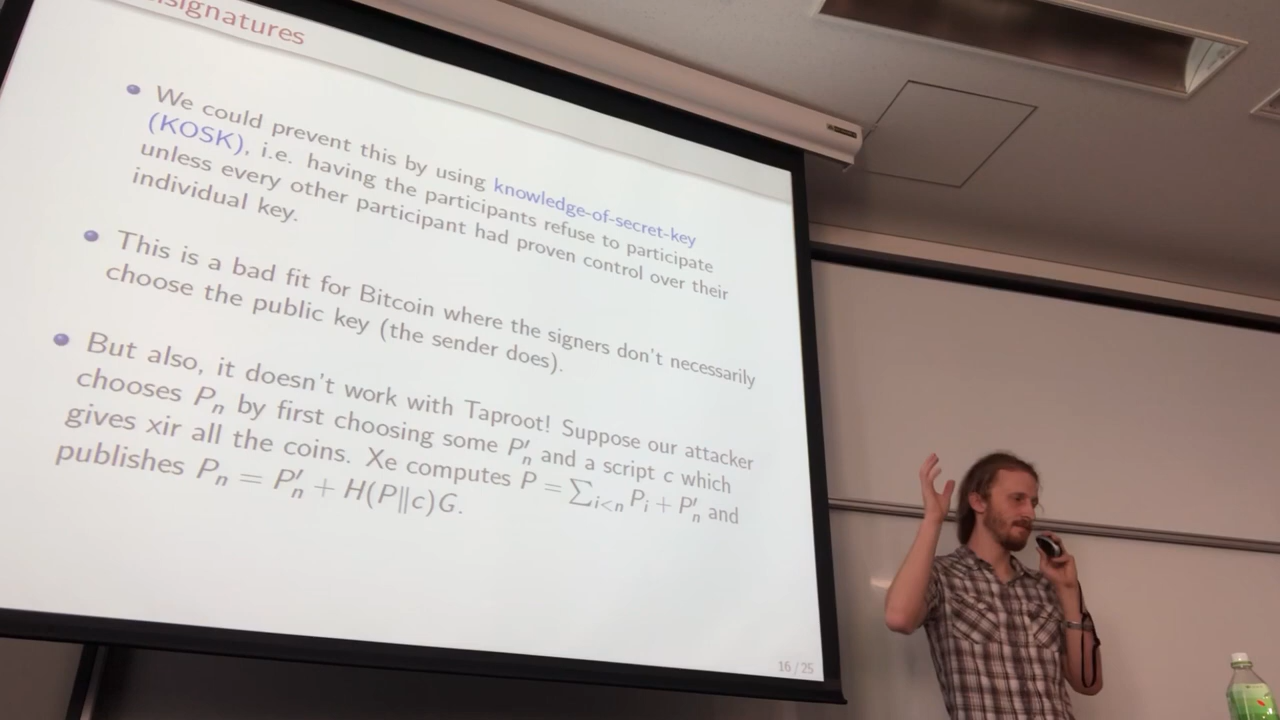 signatures
We could prevent this by using knowledge-of-secret-key
(KOSK), i.e. having the participants refuse to participate
unless every other participant had proven control over their
individual key.
This is a bad fit for Bitcoin where the signers don't necessarily
choose the public key (the sender does).
But also, it doesn't work with Taproot! Suppose our attacker
chooses Pₙ by first choosing some P′ₙ and a script c which
gives xir all the coins. Xe computes P = ∑ᵢ<ₙ Pᵢ + P′ₙ and
publishes Pₙ = P′ₙ + H(P‖c)G.
16 / 25